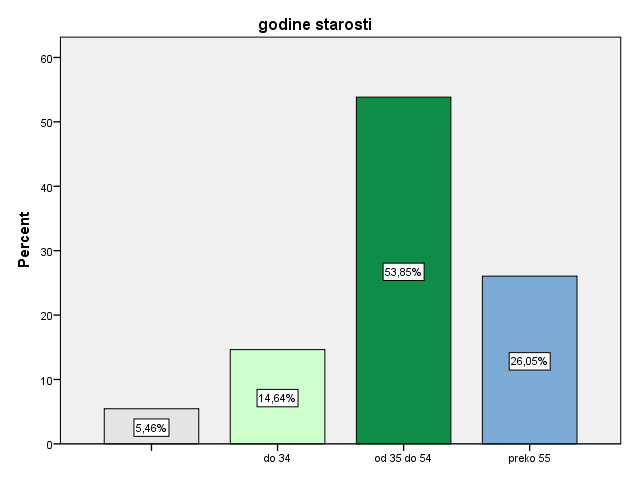 godine starosti
Percent
60
50
40
30
20
10
0
5,46%
14,64%
53,85%
26,05%
do 34
od 35 do 54
preko 55